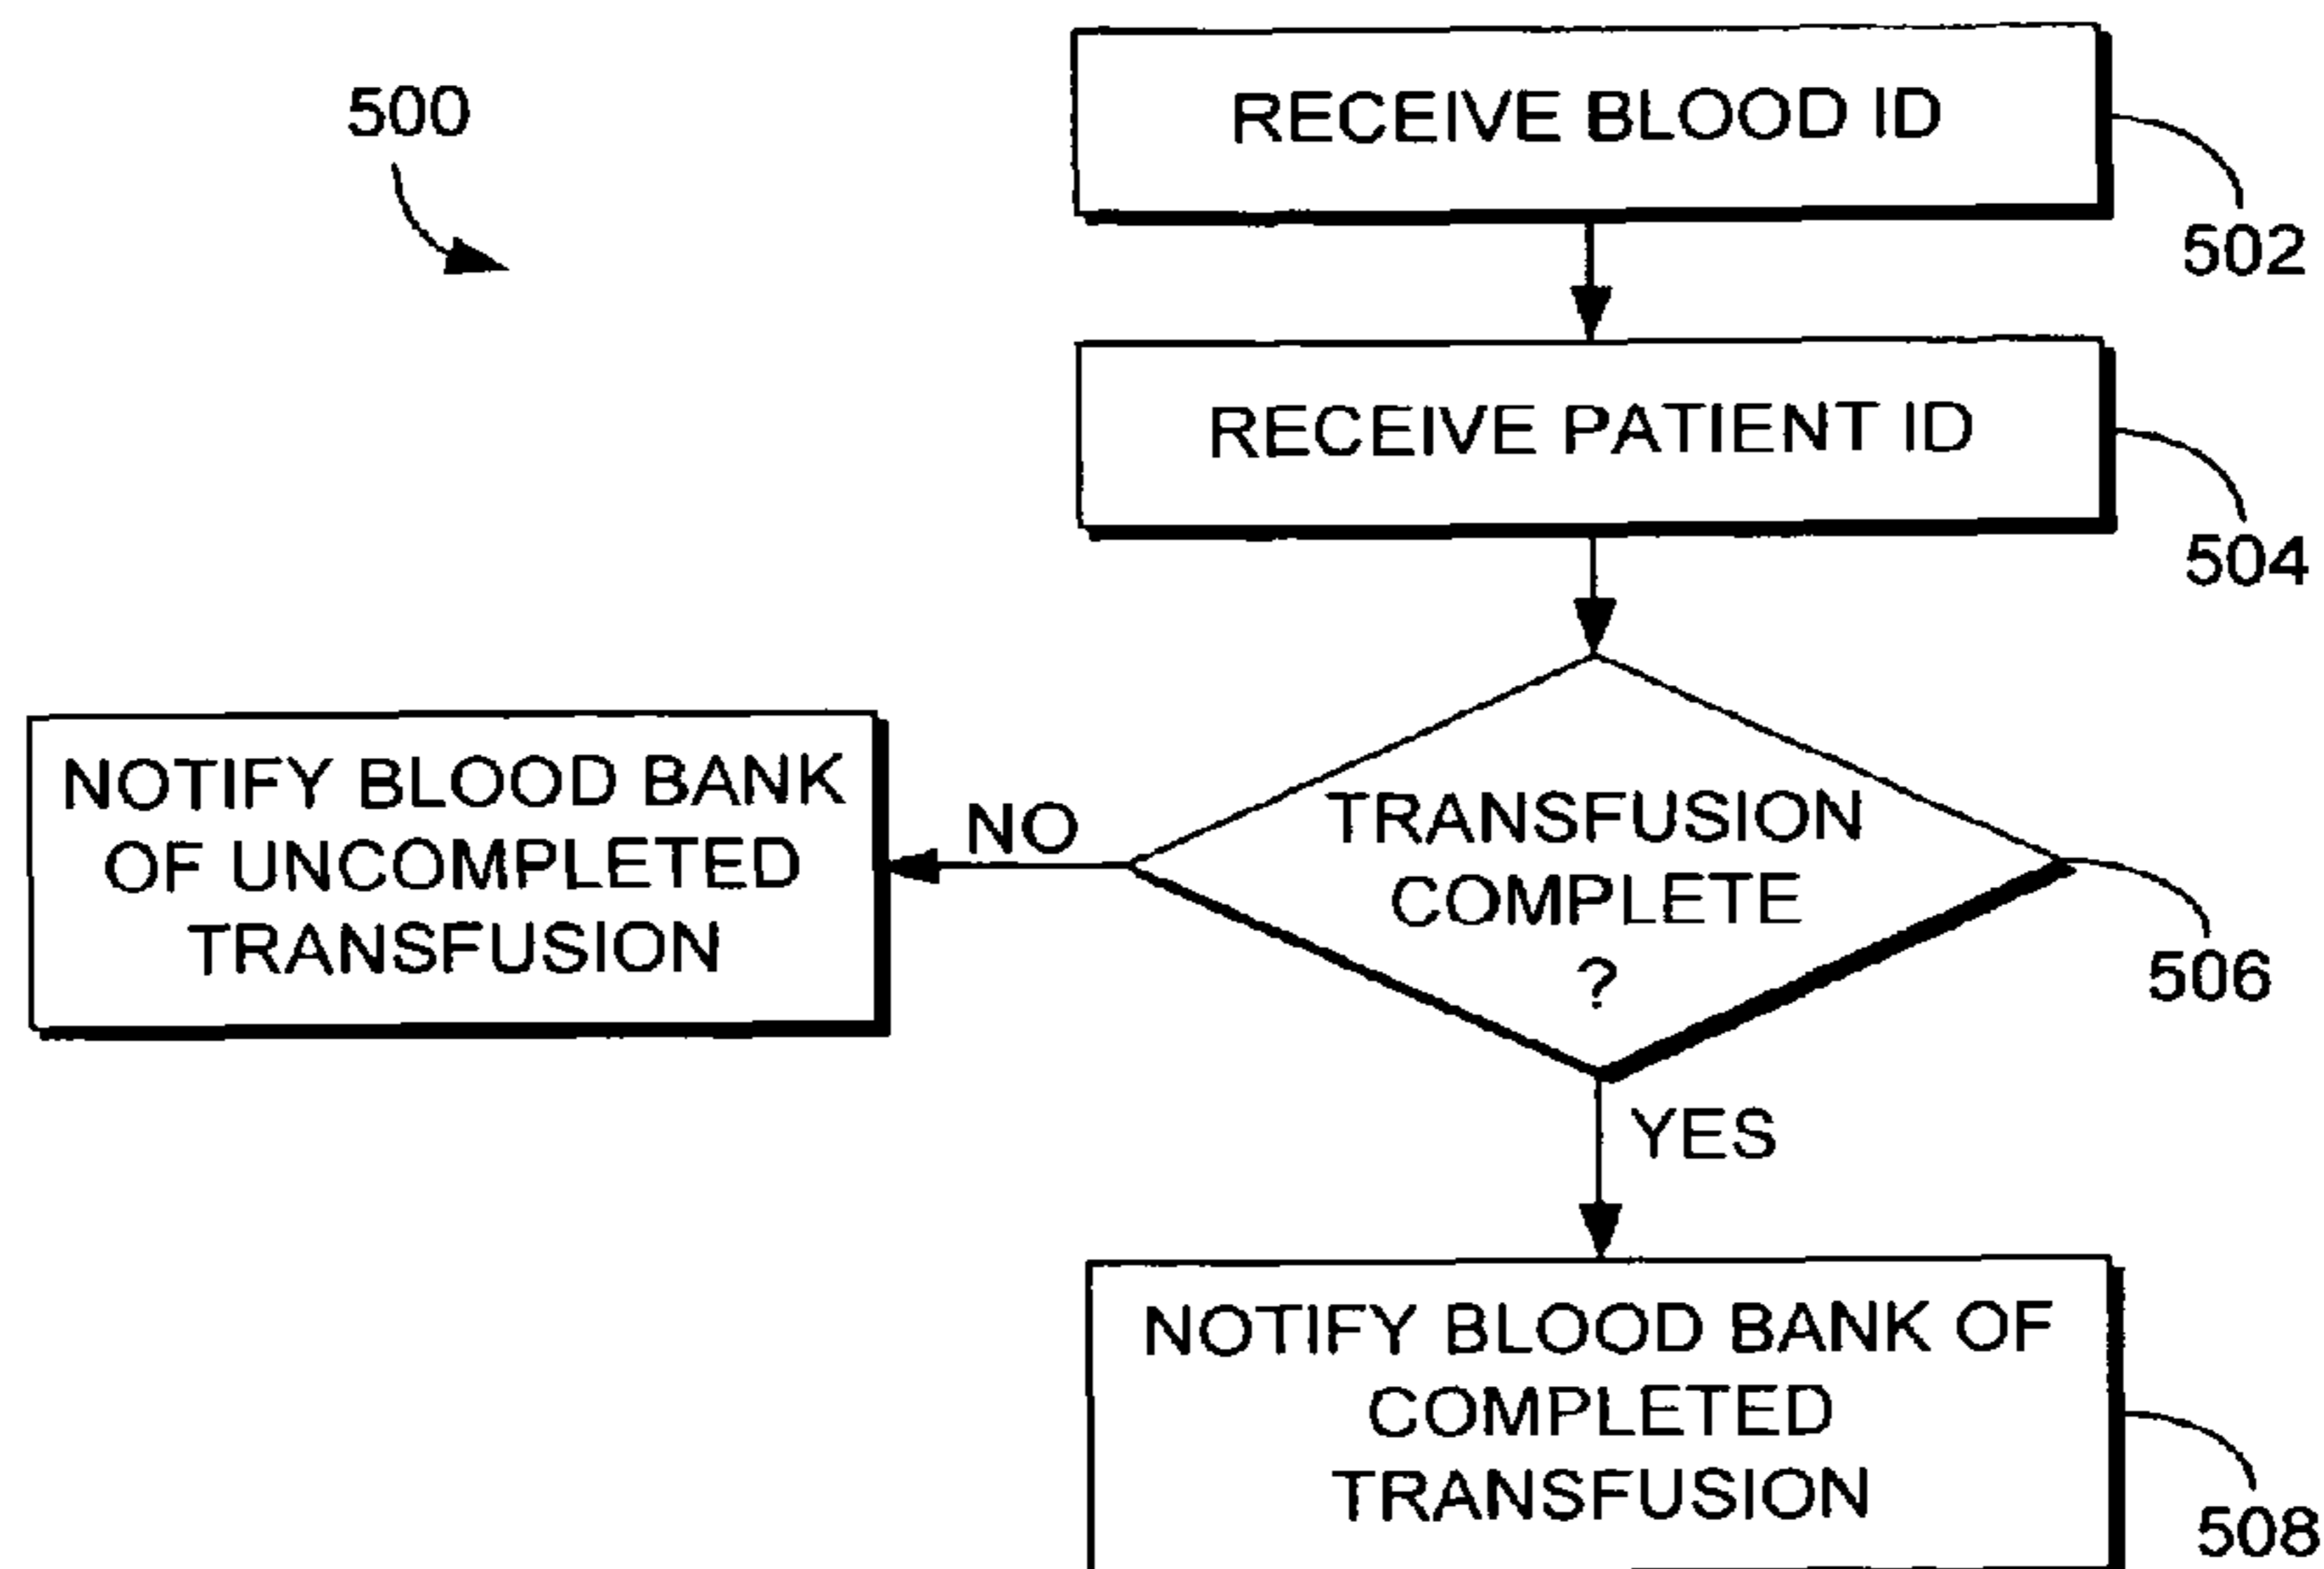 500
RECEIVE BLOOD ID
502
RECEIVE PATIENT ID
504
NOTIFY BLOOD BANK
OF UNCOMPLETED
TRANSFUSION
NO
TRANSFUSION
COMPLETE
?
506
YES
NOTIFY BLOOD BANK OF
COMPLETED
TRANSFUSION
508